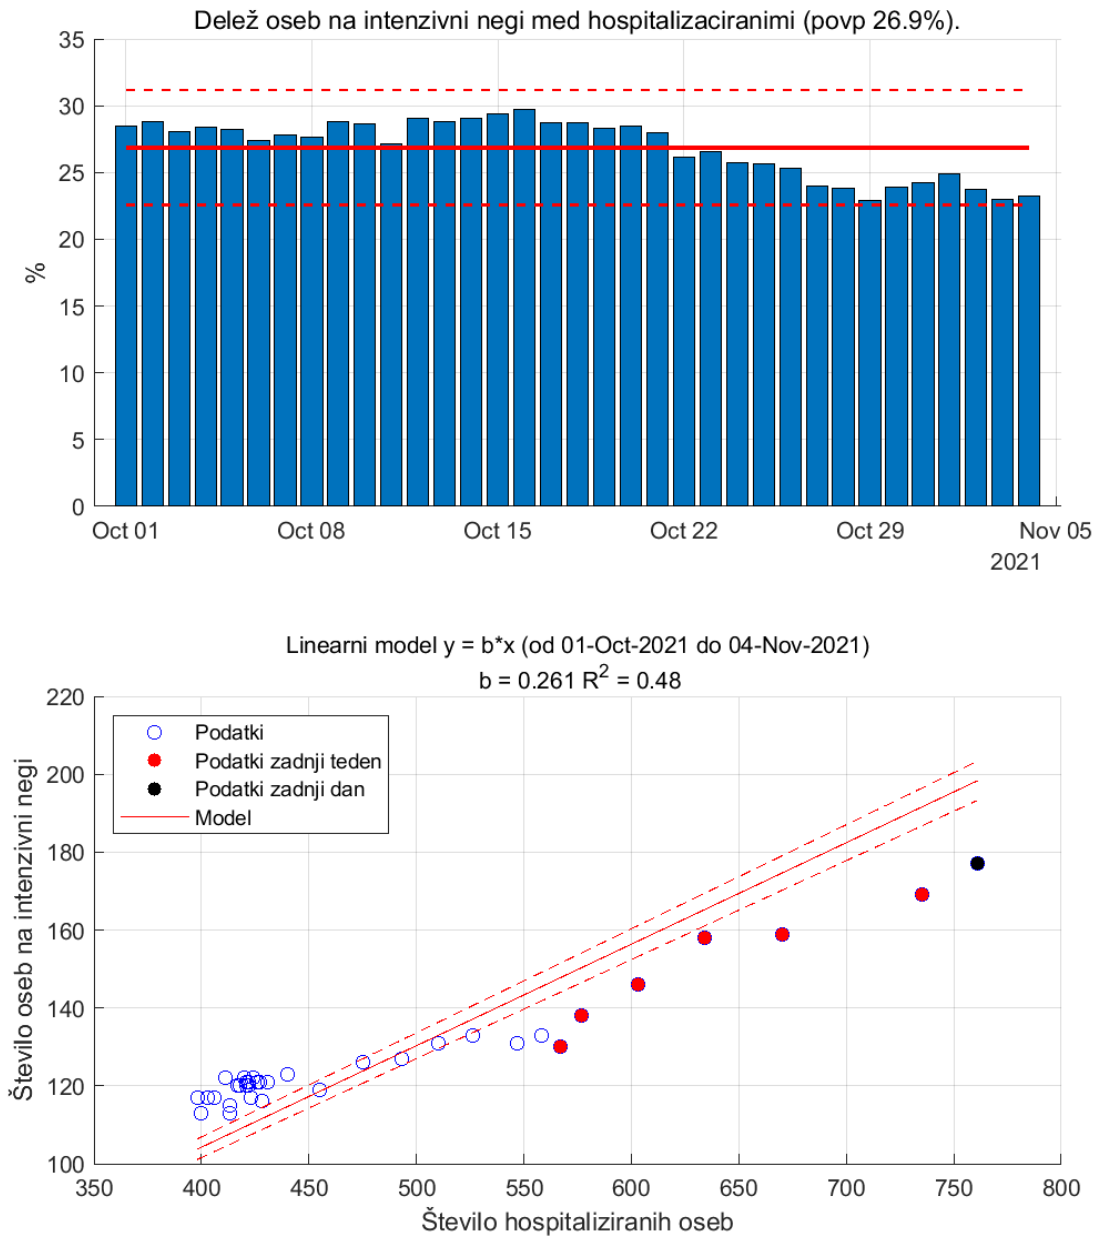 Delež oseb na intenzivni negi med hospitalizaciranimi (povp 26.9%).
35
30
25
20
15
10
5
0
%
Oct 01 Oct 08 Oct 15 Oct 22 Oct 29 Nov 05
2021
Linearni model y = b*x (od 01-Oct-2021 do 04-Nov-2021)
b = 0.261 R² = 0.48
Podatki
Podatki zadnji teden
Podatki zadnji dan
Model
220
200
180
160
140
120
100
Število oseb na intenzivni negi
350 400 450 500 550 600 650 700 750 800
Število hospitaliziranih oseb